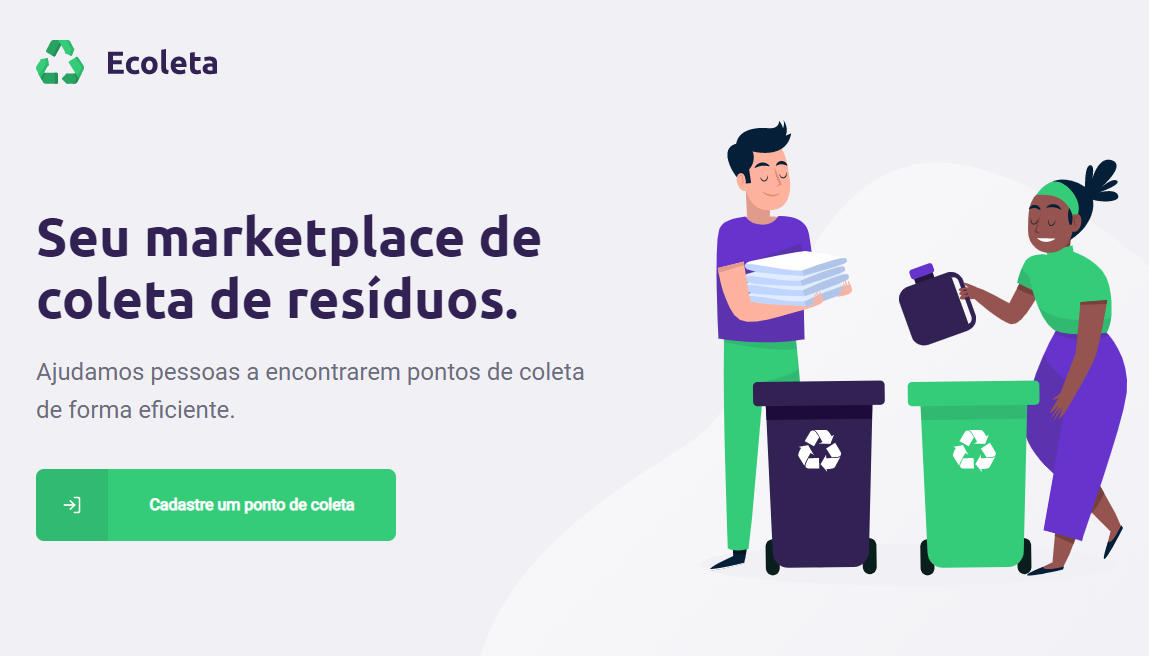 Ecoleta
Seu marketplace de
coleta de resíduos.
Ajudamos pessoas a encontrarem pontos de coleta
de forma eficiente.
Cadastre um ponto de coleta